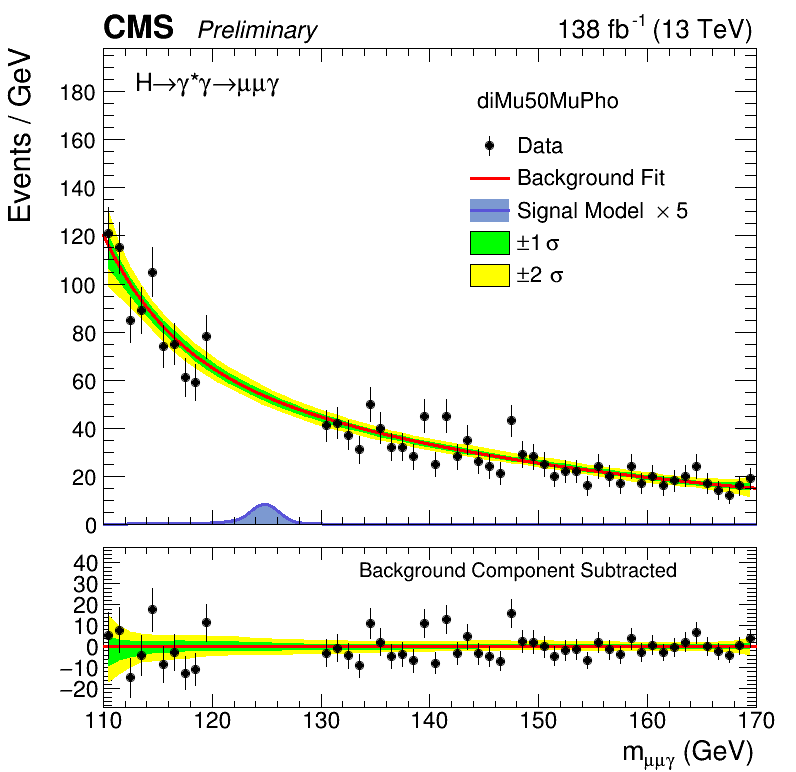 CMS Preliminary 138 fb⁻¹ (13 TeV)
H→γ*γ→μμγ
diMu50MuPho
Data
Background Fit
Signal Model × 5
±1 σ
±2 σ
Events / GeV
180
160
140
120
100
80
60
40
20
0
Background Component Subtracted
40
30
20
10
0
−10
−20
110 120 130 140 150 160 170
m_μμγ (GeV)